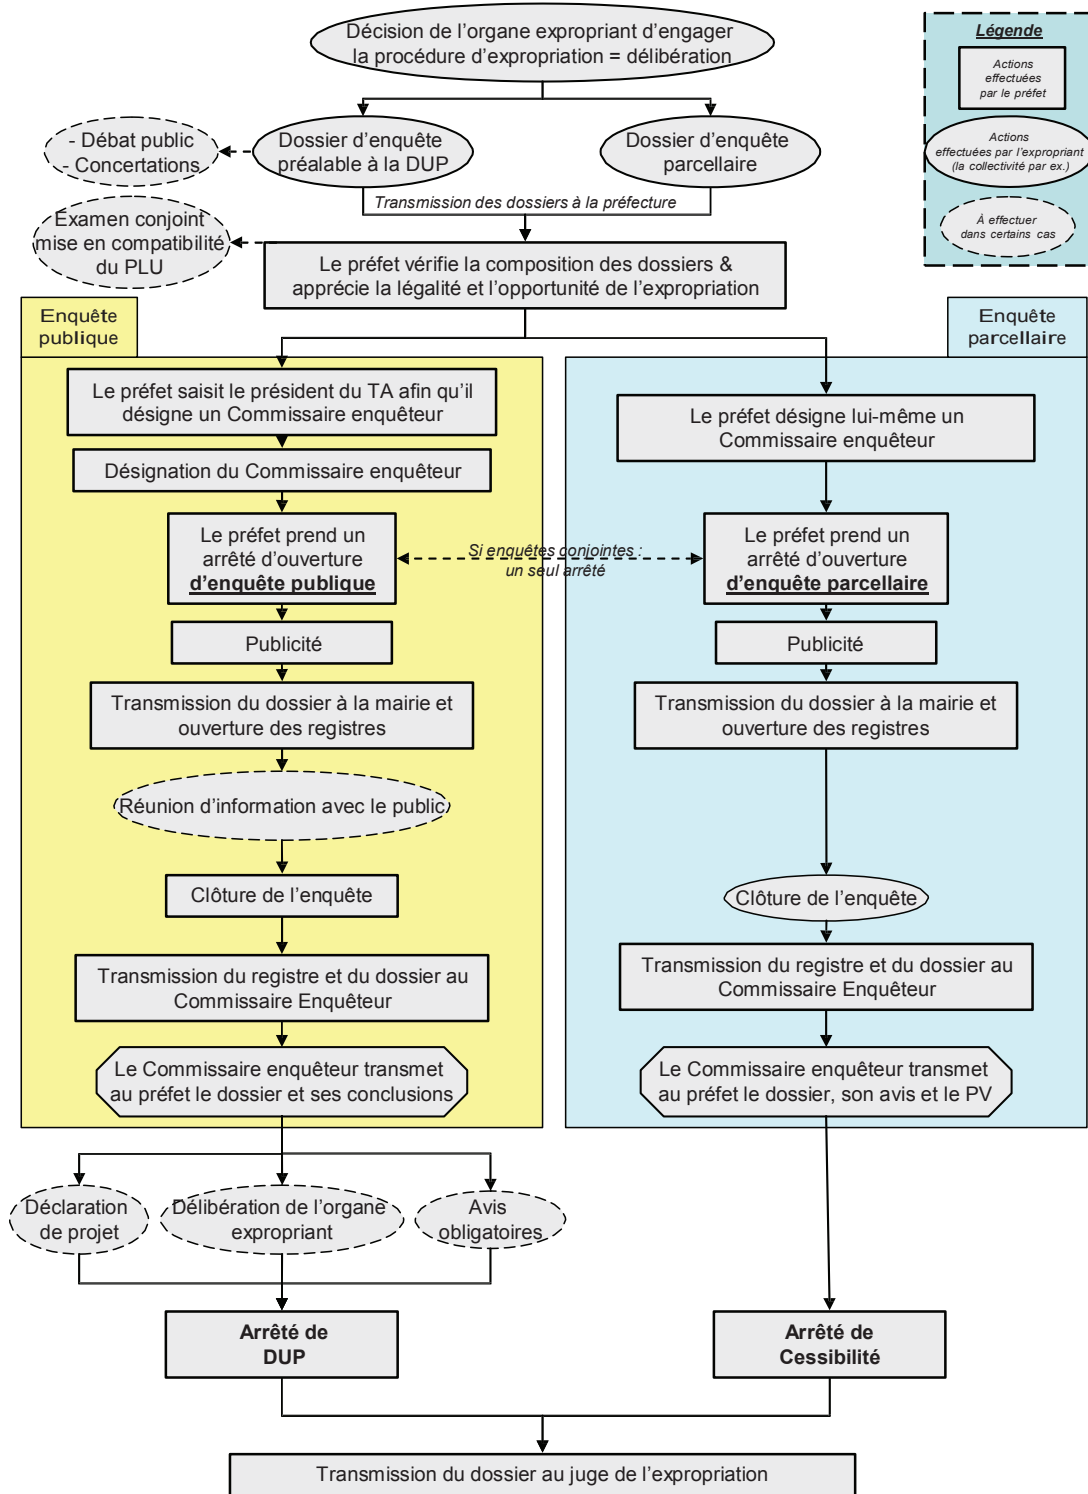 Décision de l'organe expropriant d'engager
la procédure d'expropriation = délibération
Légende
Actions
effectuées
par le préfet
Actions
effectuées par l'expropriant
(la collectivité par ex.)
À effectuer
dans certains cas
- Débat public
- Concertations
Dossier d'enquête
préalable à la DUP
Dossier d'enquête
parcellaire
Transmission des dossiers à la préfecture
Examen conjoint
mise en compatibilité
du PLU
Le préfet vérifie la composition des dossiers &
apprécie la légalité et l'opportunité de l'expropriation
Enquête
publique
Enquête
parcellaire
Le préfet saisit le président du TA afin qu'il
désigne un Commissaire enquêteur
Le préfet désigne lui-même un
Commissaire enquêteur
Désignation du Commissaire enquêteur
Le préfet prend un
arrêté d'ouverture
d'enquête publique
Si enquêtes conjointes :
un seul arrêté
Le préfet prend un
arrêté d'ouverture
d'enquête parcellaire
Publicité
Publicité
Transmission du dossier à la mairie et
ouverture des registres
Transmission du dossier à la mairie et
ouverture des registres
Réunion d'information avec le public
Clôture de l'enquête
Clôture de l'enquête
Transmission du registre et du dossier au
Commissaire Enquêteur
Transmission du registre et du dossier au
Commissaire Enquêteur
Le Commissaire enquêteur transmet
au préfet le dossier et ses conclusions
Le Commissaire enquêteur transmet
au préfet le dossier, son avis et le PV
Déclaration
de projet
Délibération de l'organe
expropriant
Avis
obligatoires
Arrêté de
DUP
Arrêté de
Cessibilité
Transmission du dossier au juge de l'expropriation